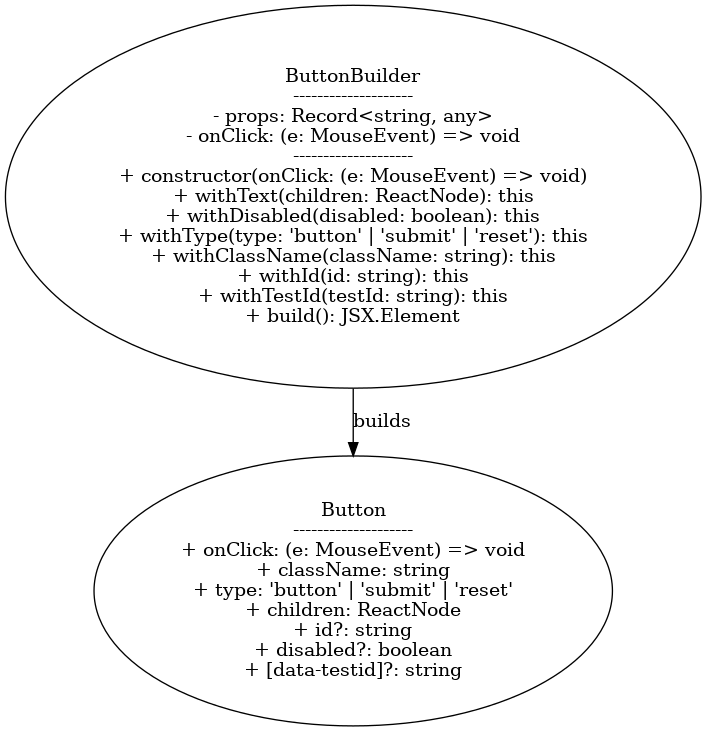 ButtonBuilder
--------------------
- props: Record<string, any>
- onClick: (e: MouseEvent) => void
--------------------
+ constructor(onClick: (e: MouseEvent) => void)
+ withText(children: ReactNode): this
+ withDisabled(disabled: boolean): this
+ withType(type: 'button' | 'submit' | 'reset'): this
+ withClassName(className: string): this
+ withId(id: string): this
+ withTestId(testId: string): this
+ build(): JSX.Element
builds
Button
--------------------
+ onClick: (e: MouseEvent) => void
+ className: string
+ type: 'button' | 'submit' | 'reset'
+ children: ReactNode
+ id?: string
+ disabled?: boolean
+ [data-testid]?: string